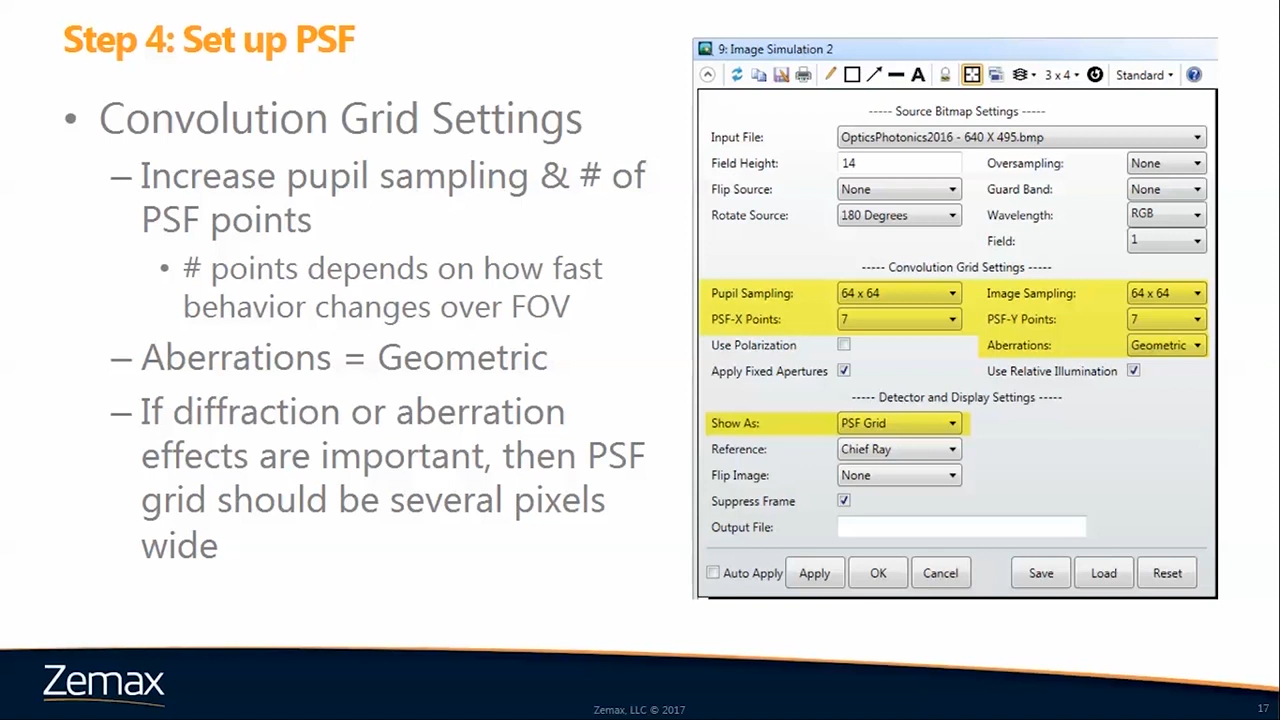 Step 4: Set up PSF
• Convolution Grid Settings
– Increase pupil sampling & # of
PSF points
• # points depends on how fast
behavior changes over FOV
– Aberrations = Geometric
– If diffraction or aberration
effects are important, then PSF
grid should be several pixels
wide
9: Image Simulation 2
3 x 4 Standard
----- Source Bitmap Settings -----
Input File: OpticsPhotonics2016 - 640 X 495.bmp
Field Height: 14 Oversampling: None
Flip Source: None Guard Band: None
Rotate Source: 180 Degrees Wavelength: RGB
Field: 1
----- Convolution Grid Settings -----
Pupil Sampling: 64 x 64 Image Sampling: 64 x 64
PSF-X Points: 7 PSF-Y Points: 7
Use Polarization Aberrations: Geometric
Apply Fixed Apertures Use Relative Illumination
----- Detector and Display Settings -----
Show As: PSF Grid
Reference: Chief Ray
Flip Image: None
Suppress Frame
Output File:
Auto Apply Apply OK Cancel Save Load Reset
Zemax
Zemax, LLC © 2017
17